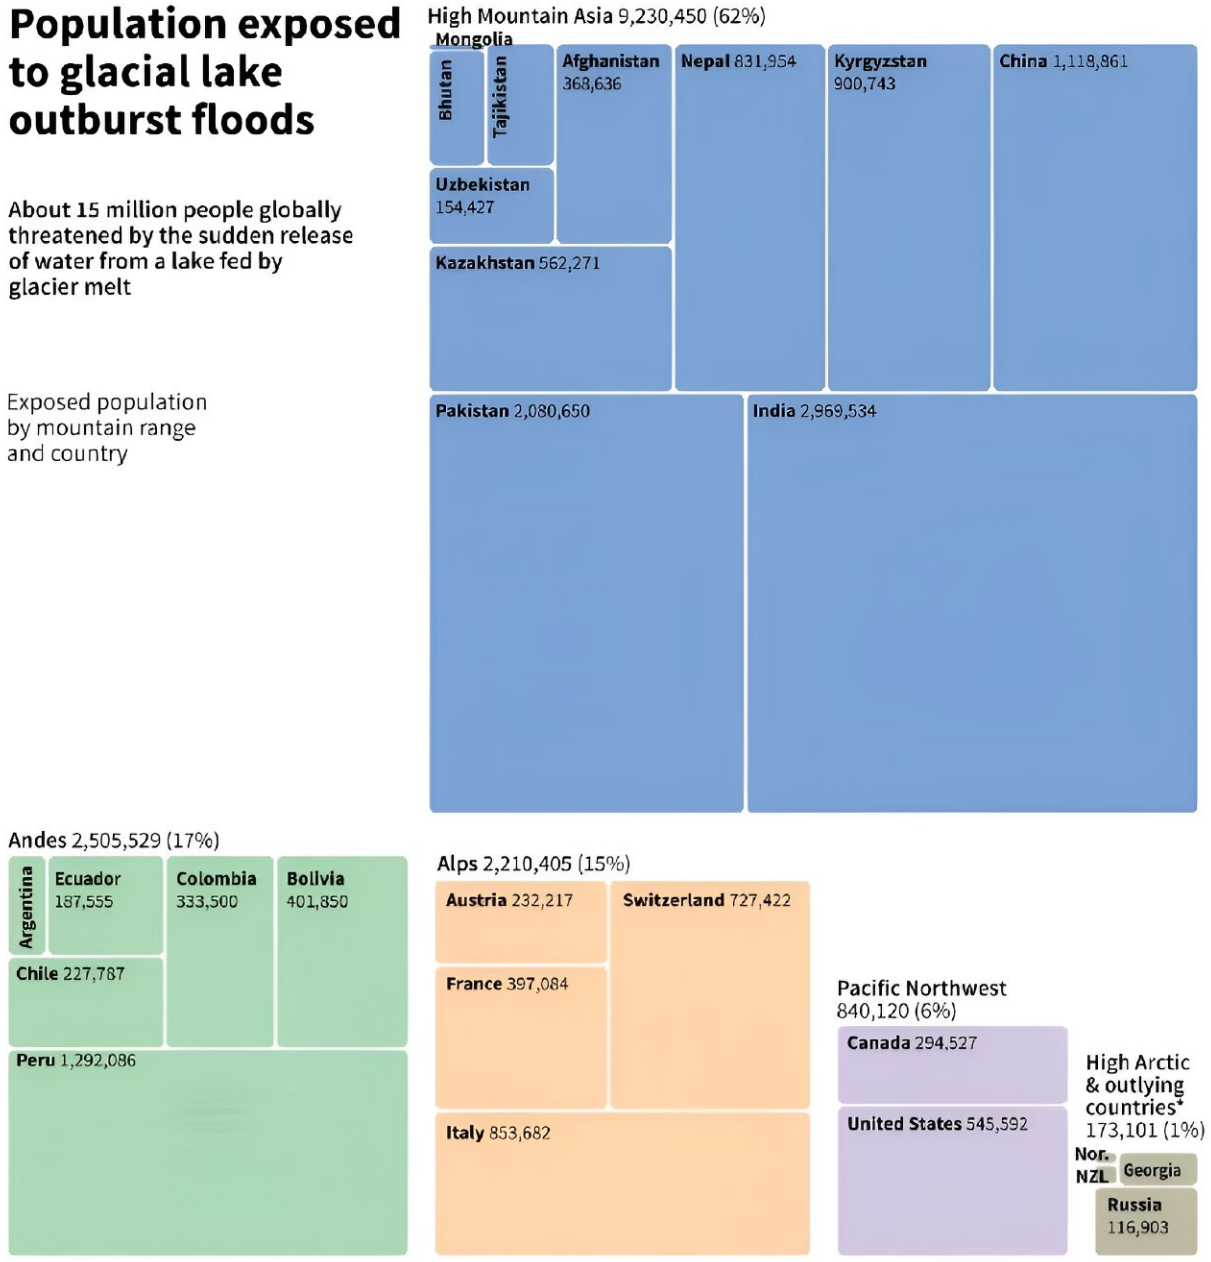 Population exposed
to glacial lake
outburst floods
About 15 million people globally
threatened by the sudden release
of water from a lake fed by
glacier melt
Exposed population
by mountain range
and country
High Mountain Asia 9,230,450 (62%)
Mongolia
Bhutan
Tajikistan
Afghanistan
368,636
Nepal 831,954
Kyrgyzstan
900,743
China 1,118,861
Uzbekistan
154,427
Kazakhstan 562,271
Pakistan 2,080,650
India 2,969,534
Andes 2,505,529 (17%)
Argentina
Ecuador
187,555
Colombia
333,500
Bolivia
401,850
Chile 227,787
Peru 1,292,086
Alps 2,210,405 (15%)
Austria 232,217
Switzerland 727,422
France 397,084
Italy 853,682
Pacific Northwest
840,120 (6%)
Canada 294,527
United States 545,592
High Arctic
& outlying
countries*
173,101 (1%)
Nor.
NZL
Georgia
Russia
116,903